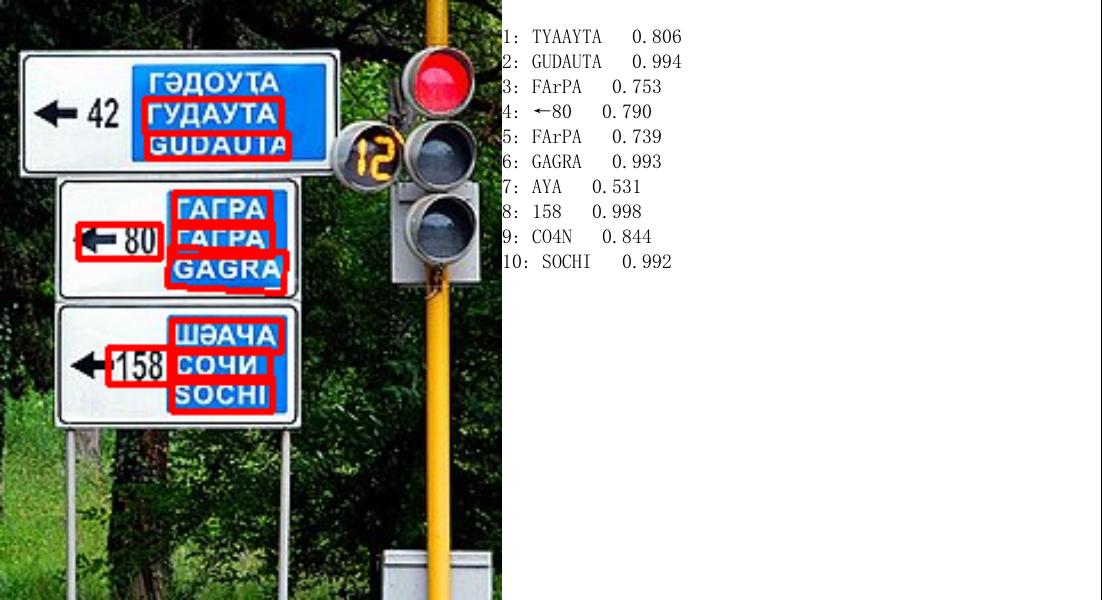 ГӘДОУҬА
← 42
ГУДАУТА
GUDAUTA
12
ГАГРА
← 80
ГАГРА
GAGRA
ШӘАЧА
← 158
СОЧИ
SOCHI
1: TYAAYTA 0.806
2: GUDAUTA 0.994
3: FArPA 0.753
4: ←80 0.790
5: FArPA 0.739
6: GAGRA 0.993
7: AYA 0.531
8: 158 0.998
9: CO4N 0.844
10: SOCHI 0.992